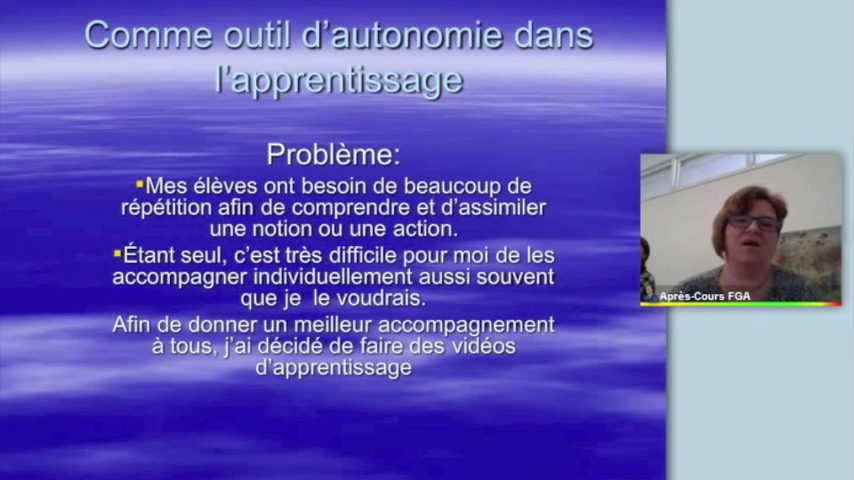 Comme outil d'autonomie dans
l'apprentissage
Problème:
▪Mes élèves ont besoin de beaucoup de
répétition afin de comprendre et d'assimiler
une notion ou une action.
▪Étant seul, c'est très difficile pour moi de les
accompagner individuellement aussi souvent
que je le voudrais.
Afin de donner un meilleur accompagnement
à tous, j'ai décidé de faire des vidéos
d'apprentissage
Après-Cours FGA